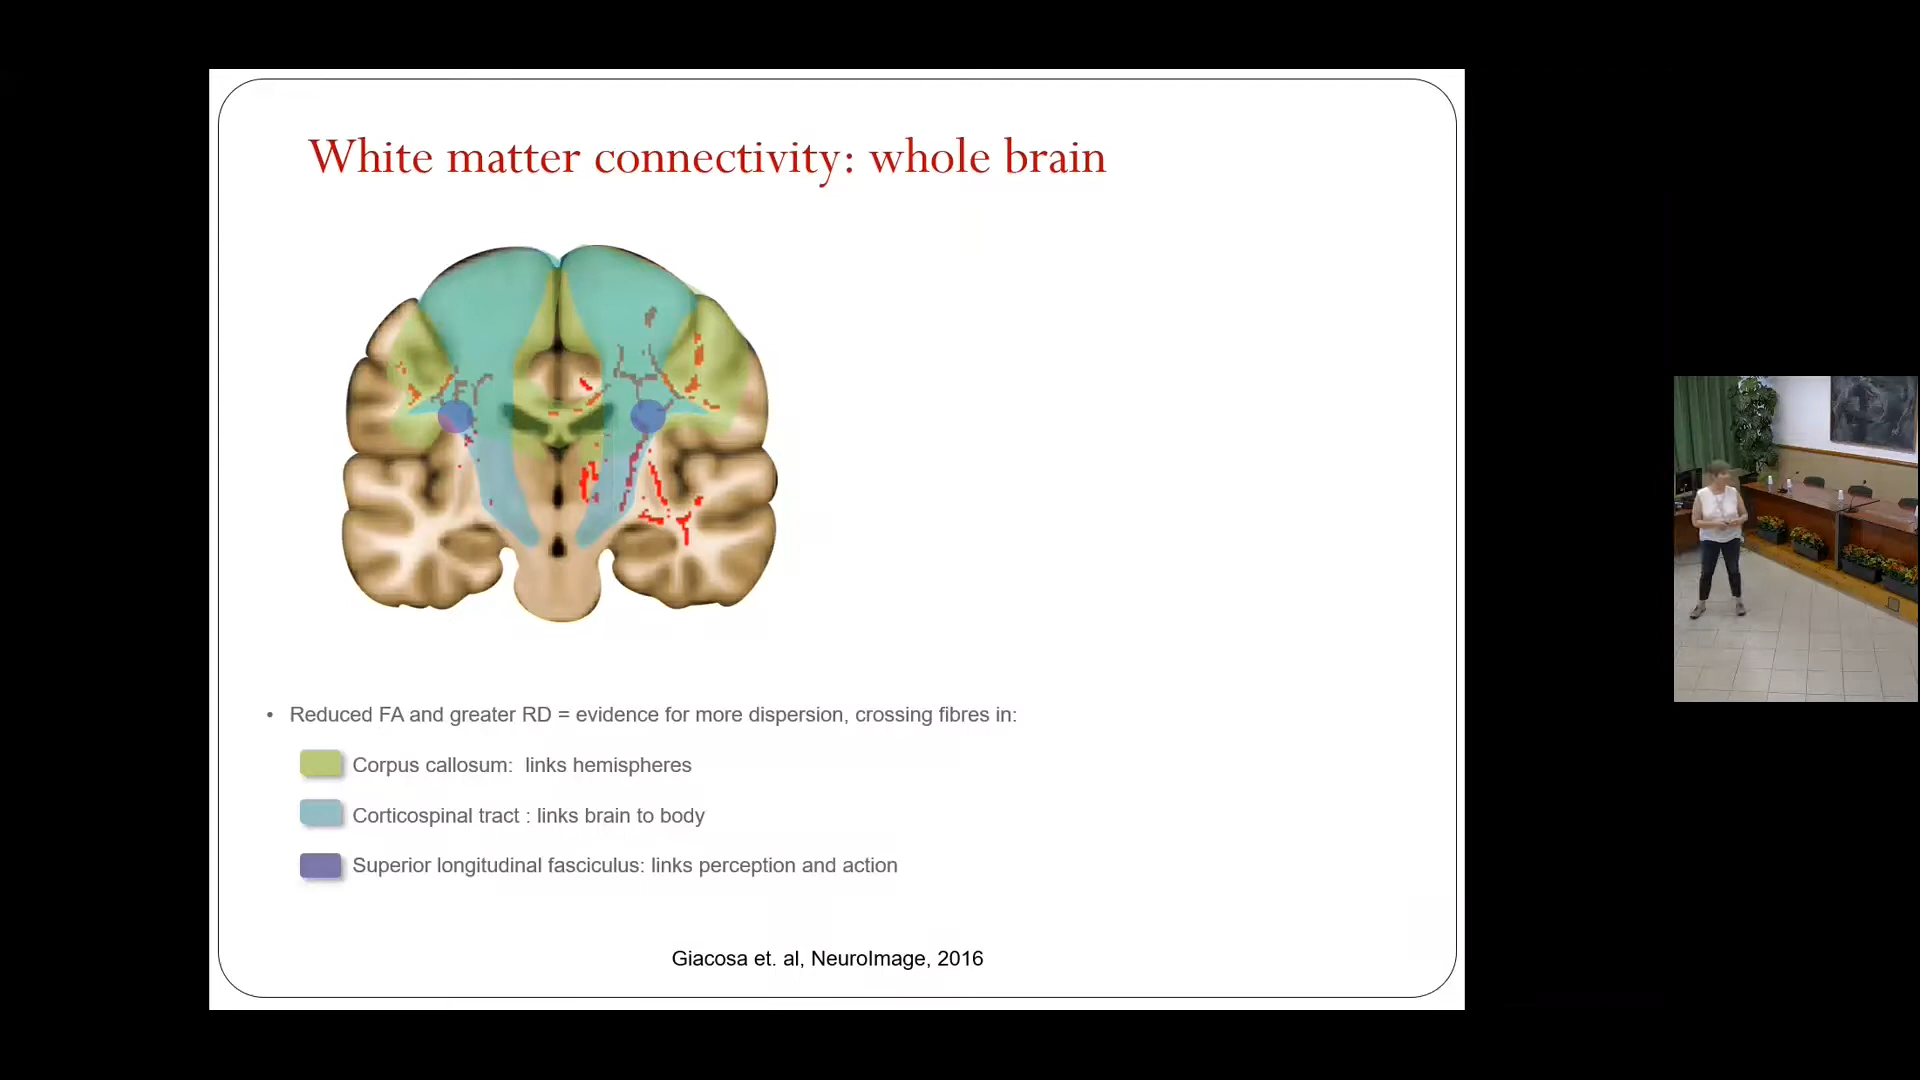 White matter connectivity: whole brain
• Reduced FA and greater RD = evidence for more dispersion, crossing fibres in:
Corpus callosum: links hemispheres
Corticospinal tract : links brain to body
Superior longitudinal fasciculus: links perception and action
Giacosa et. al, NeuroImage, 2016